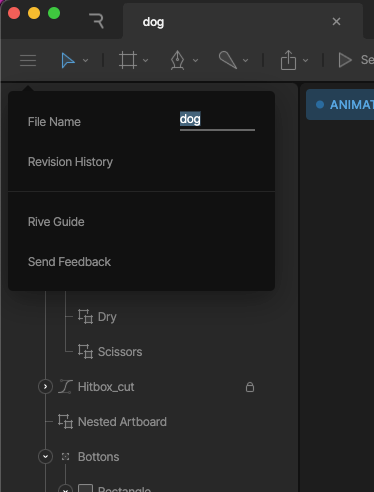 dog
Se
File Name dog
ANIMAT
Revision History
Rive Guide
Send Feedback
Dry
Scissors
Hitbox_cut
Nested Artboard
Bottons
Rectangle